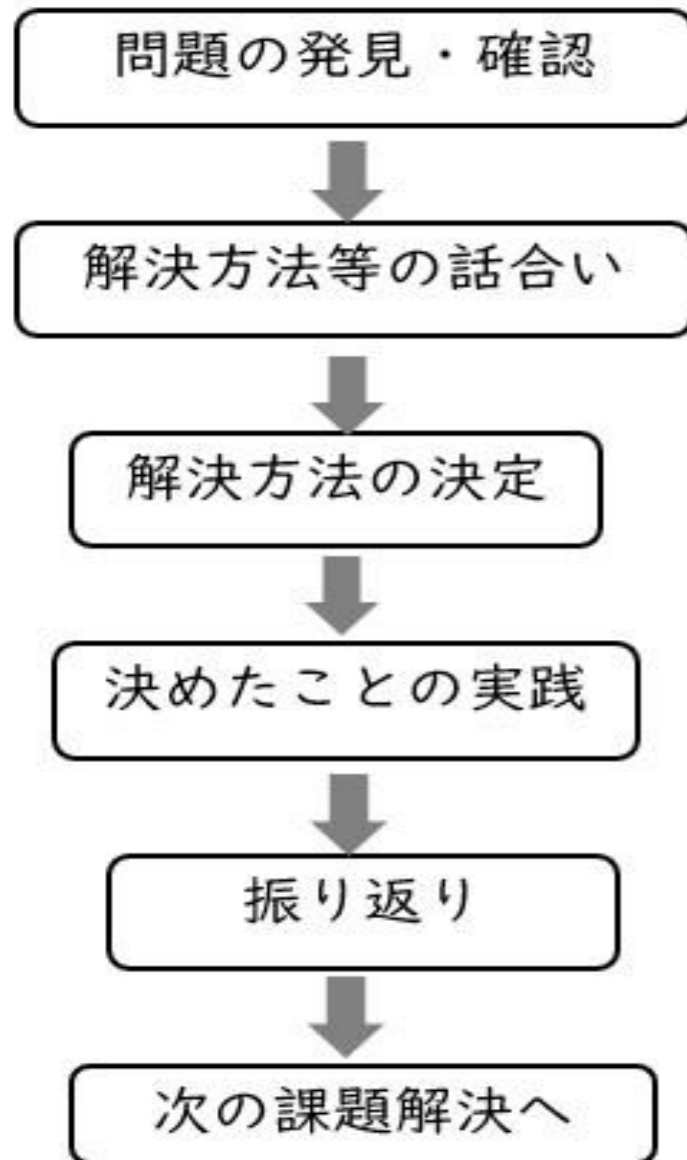 問題の発見・確認
解決方法等の話合い
解決方法の決定
決めたことの実践
振り返り
次の課題解決へ